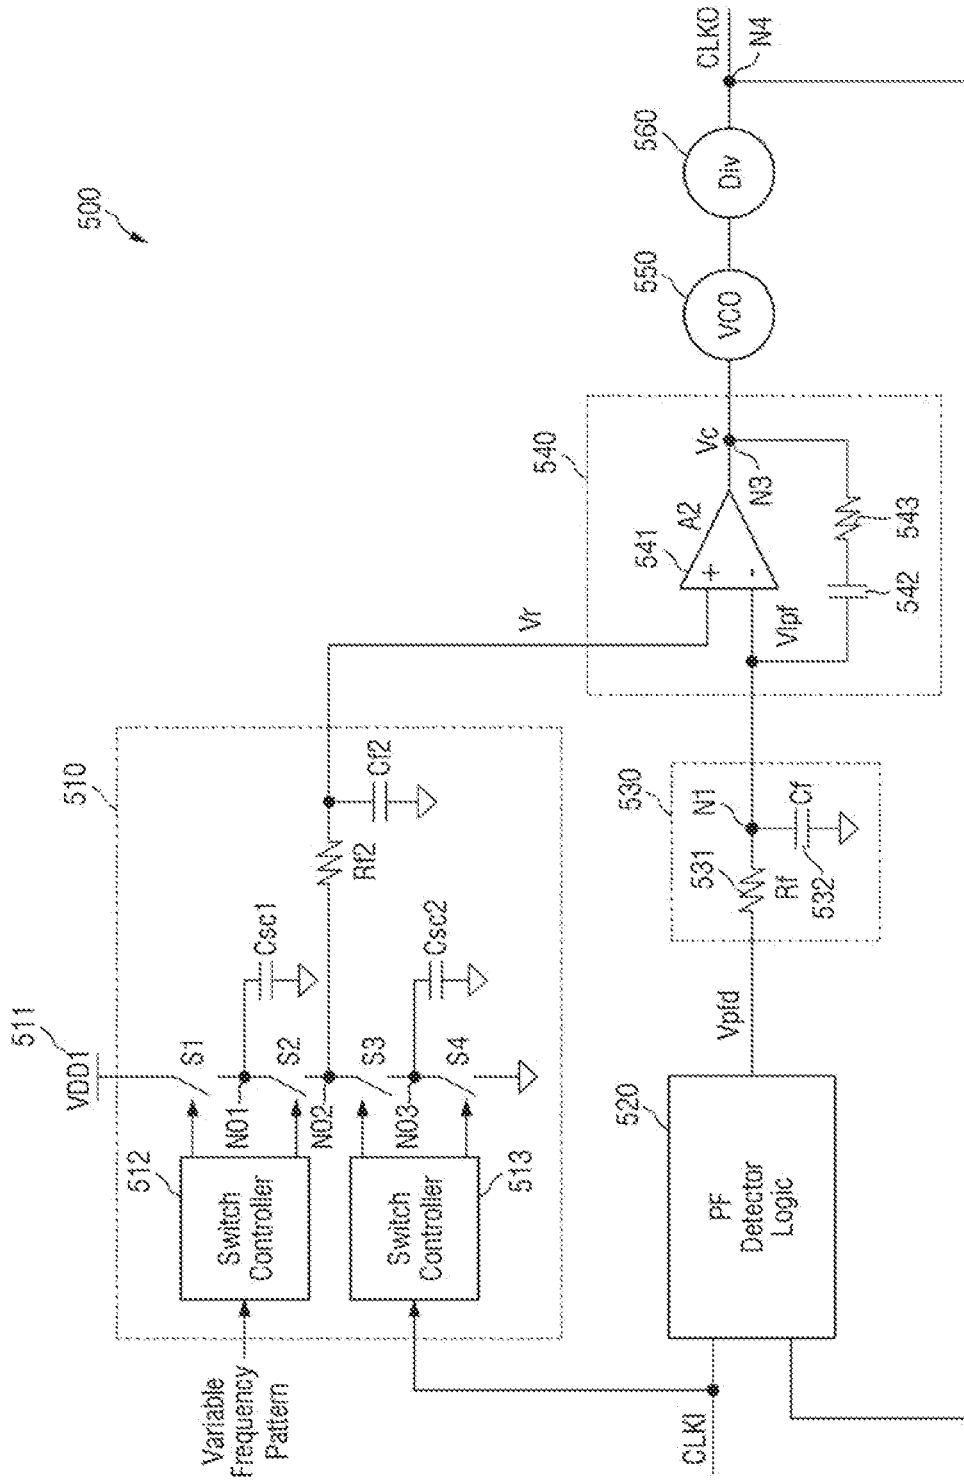 500
510
511
VDD1
S1
512
Switch
Controller
NO1
Csc1
S2
NO2
Rf2
Cf2
Vr
Variable
Frequency
Pattern
S3
Switch
Controller
NO3
Csc2
S4
513
CLKI
520
PF
Detector
Logic
Vpfd
530
531
N1
Rf
Cf
532
540
541
A2
+
-
Vlpf
Vc
N3
542
543
550
VCO
560
Div
CLKO
N4